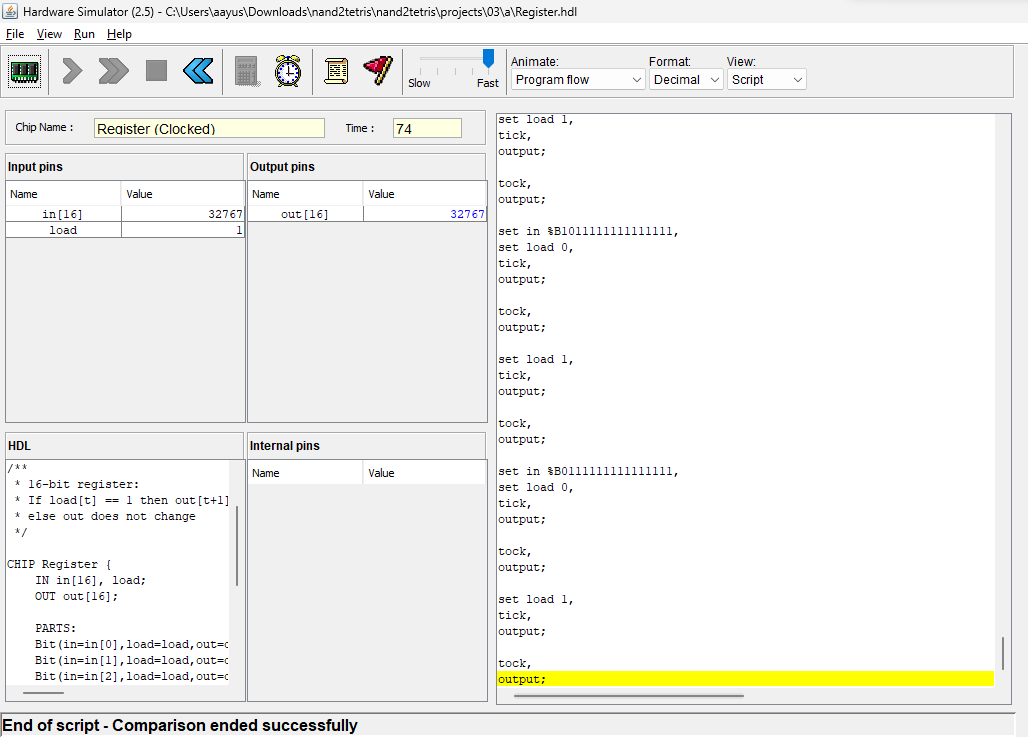 Hardware Simulator (2.5) - C:\Users\aayus\Downloads\nand2tetris\nand2tetris\projects\03\a\Register.hdl
File View Run Help
Slow Fast
Animate: Format: View:
Program flow Decimal Script
Chip Name : Register (Clocked) Time : 74
Input pins
Name Value
in[16] 32767
load 1
Output pins
Name Value
out[16] 32767
HDL
/**
 * 16-bit register:
 * If load[t] == 1 then out[t+1]
 * else out does not change
 */

CHIP Register {
    IN in[16], load;
    OUT out[16];

    PARTS:
    Bit(in=in[0],load=load,out=
    Bit(in=in[1],load=load,out=
    Bit(in=in[2],load=load,out=
Internal pins
Name Value
set load 1,
tick,
output;

tock,
output;

set in %B1011111111111111,
set load 0,
tick,
output;

tock,
output;

set load 1,
tick,
output;

tock,
output;

set in %B0111111111111111,
set load 0,
tick,
output;

tock,
output;

set load 1,
tick,
output;

tock,
output;
End of script - Comparison ended successfully